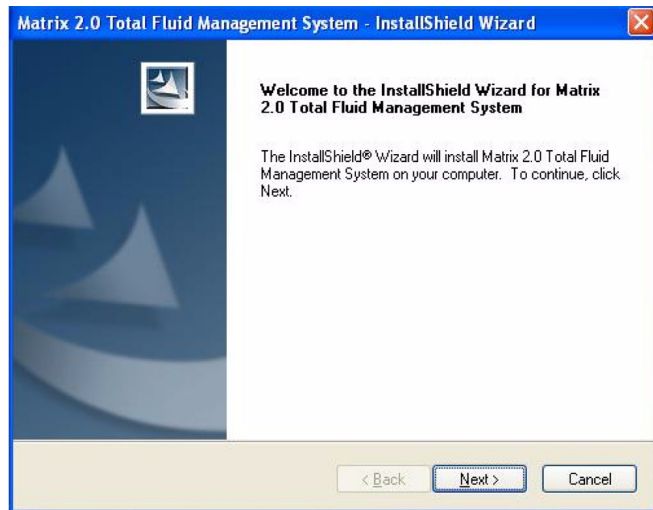 Matrix 2.0 Total Fluid Management System - InstallShield Wizard
Welcome to the InstallShield Wizard for Matrix
2.0 Total Fluid Management System
The InstallShield® Wizard will install Matrix 2.0 Total Fluid
Management System on your computer. To continue, click
Next.
< Back Next > Cancel